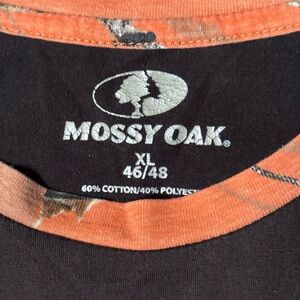 MOSSY OAK®
XL
46/48
60% COTTON/40% POLYEST